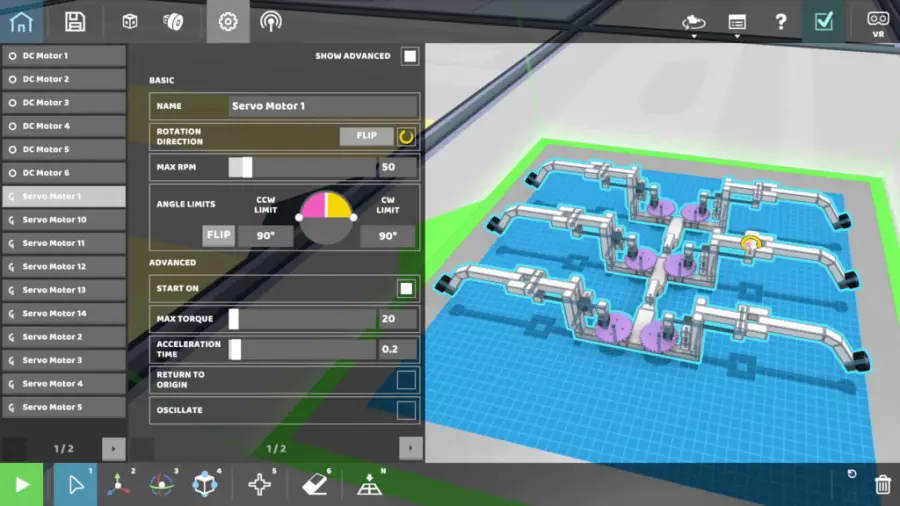 VR
DC Motor 1
DC Motor 2
DC Motor 3
DC Motor 4
DC Motor 5
DC Motor 6
Servo Motor 1
Servo Motor 10
Servo Motor 11
Servo Motor 12
Servo Motor 13
Servo Motor 14
Servo Motor 2
Servo Motor 3
Servo Motor 4
Servo Motor 5
1/2
SHOW ADVANCED
BASIC
NAME Servo Motor 1
ROTATION DIRECTION FLIP
MAX RPM 50
ANGLE LIMITS
CCW LIMIT
CW LIMIT
FLIP 90° 90°
ADVANCED
START ON
MAX TORQUE 20
ACCELERATION TIME 0.2
RETURN TO ORIGIN
OSCILLATE
1/2
1 2 3 4 5 6 N